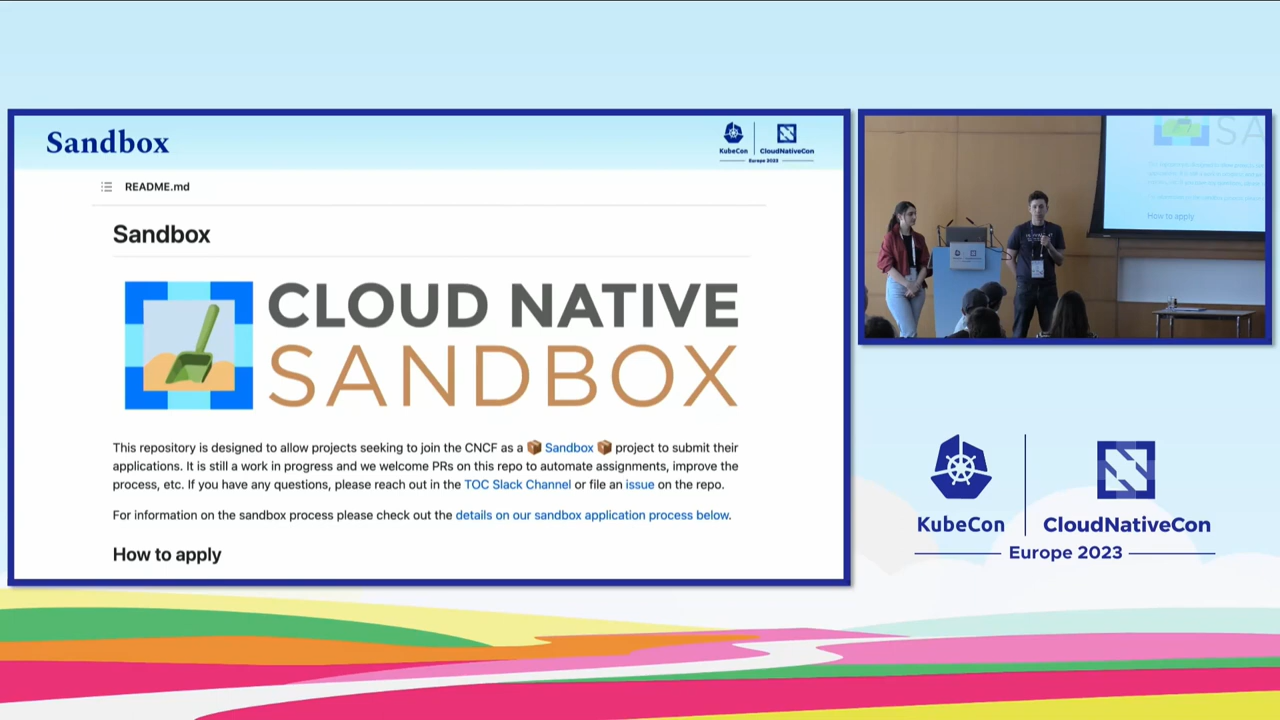 Sandbox
KubeCon
CloudNativeCon
Europe 2023
README.md
Sandbox
CLOUD NATIVE
SANDBOX
This repository is designed to allow projects seeking to join the CNCF as a 📦 Sandbox 📦 project to submit their
applications. It is still a work in progress and we welcome PRs on this repo to automate assignments, improve the
process, etc. If you have any questions, please reach out in the TOC Slack Channel or file an issue on the repo.
For information on the sandbox process please check out the details on our sandbox application process below.
How to apply
SA
How to apply
KubeCon
CloudNativeCon
Europe 2023